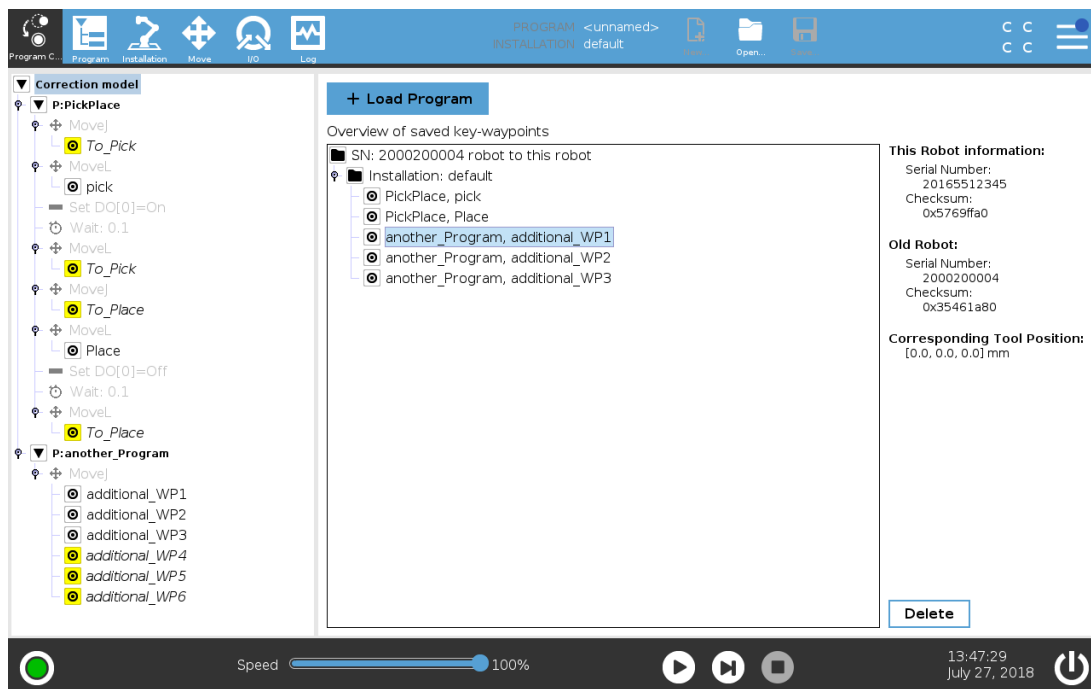 PROGRAM <unnamed>
INSTALLATION default
C C
C C
Program C...
Program
Installation
Move
I/O
Log
New...
Open...
Save...
Correction model
P:PickPlace
MoveJ
To_Pick
MoveL
pick
Set DO[0]=On
Wait: 0.1
MoveL
To_Pick
MoveJ
To_Place
MoveL
Place
Set DO[0]=Off
Wait: 0.1
MoveL
To_Place
P:another_Program
MoveJ
additional_WP1
additional_WP2
additional_WP3
additional_WP4
additional_WP5
additional_WP6
+ Load Program
Overview of saved key-waypoints
SN: 2000200004 robot to this robot
Installation: default
PickPlace, pick
PickPlace, Place
another_Program, additional_WP1
another_Program, additional_WP2
another_Program, additional_WP3
This Robot information:
Serial Number:
20165512345
Checksum:
0x5769ffa0
Old Robot:
Serial Number:
2000200004
Checksum:
0x35461a80
Corresponding Tool Position:
[0.0, 0.0, 0.0] mm
Delete
Speed
100%
13:47:29
July 27, 2018